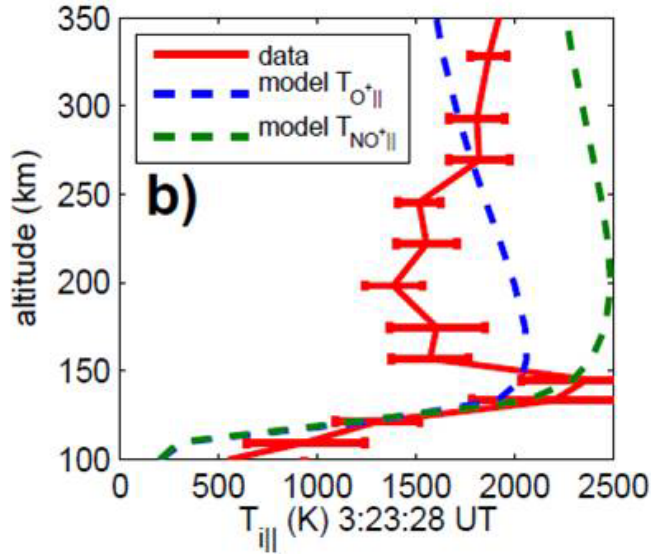 350
300
250
200
150
100
altitude (km)
data
model T_O⁺||
model T_NO⁺||
b)
0 500 1000 1500 2000 2500
T_i|| (K) 3:23:28 UT